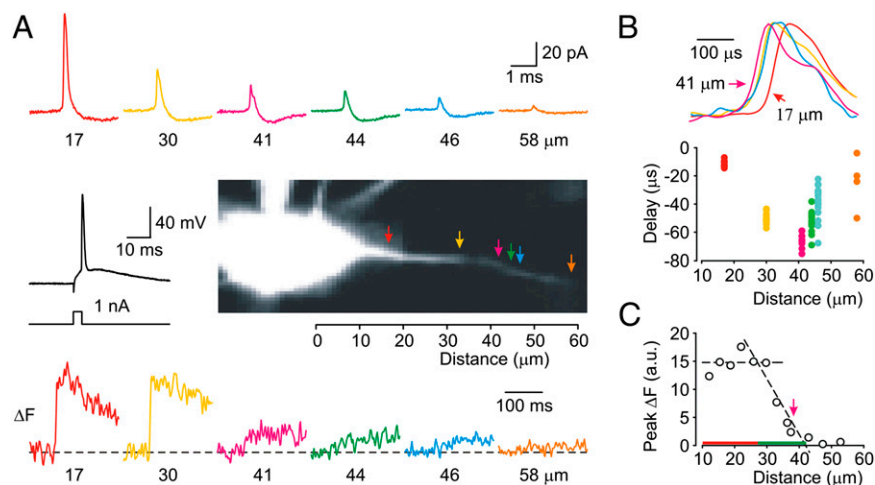 A
20 pA
1 ms
17
30
41
44
46
58 μm
40 mV
10 ms
1 nA
0
10
20
30
40
50
60
Distance (μm)
ΔF
100 ms
17
30
41
44
46
58 μm
B
100 μs
41 μm
17 μm
0
-20
-40
-60
-80
Delay (μs)
10
20
30
40
50
60
Distance (μm)
C
20
15
10
5
0
Peak ΔF (a.u.)
10
20
30
40
50
60
Distance (μm)